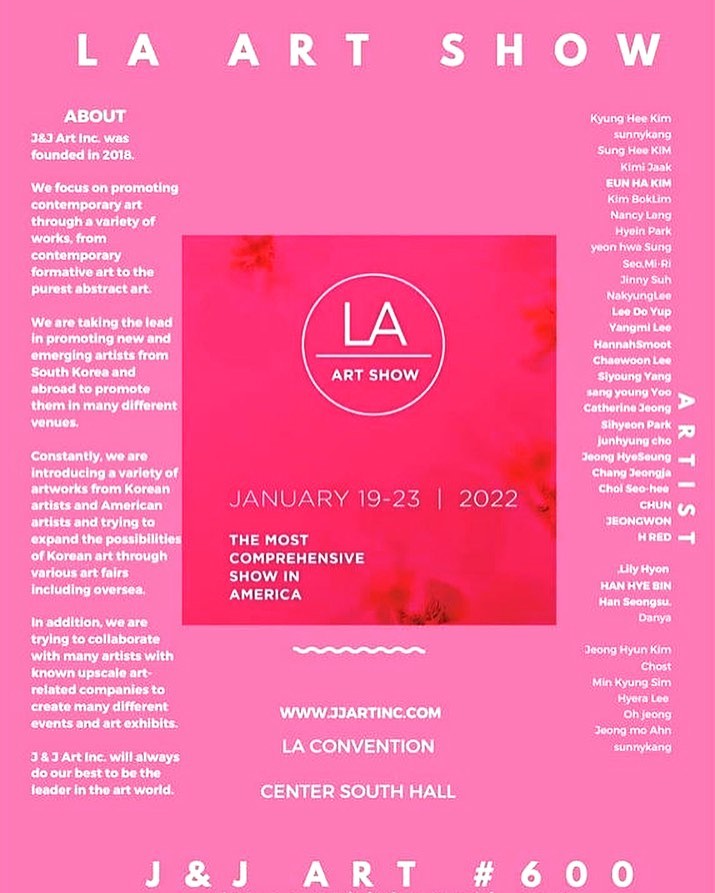 LA ART SHOW
ABOUT
J&J Art Inc. was
founded in 2018.
We focus on promoting
contemporary art
through a variety of
works, from
contemporary
formative art to the
purest abstract art.
We are taking the lead
in promoting new and
emerging artists from
South Korea and
abroad to promote
them in many different
venues.
Constantly, we are
introducing a variety of
artworks from Korean
artists and American
artists and trying to
expand the possibilities
of Korean art through
various art fairs
including oversea.
In addition, we are
trying to collaborate
with many artists with
known upscale art-
related companies to
create many different
events and art exhibits.
J & J Art Inc. will always
do our best to be the
leader in the art world.
LA
ART SHOW
JANUARY 19-23 | 2022
THE MOST
COMPREHENSIVE
SHOW IN
AMERICA
WWW.JJARTINC.COM
LA CONVENTION
CENTER SOUTH HALL
Kyung Hee Kim
sunnykang
Sung Hee KIM
Kimi Jaak
EUN HA KIM
Kim BokLim
Nancy Lang
Hyein Park
yeon hwa Sung
Seo,Mi-Ri
Jinny Suh
NakyungLee
Lee Do Yup
Yangmi Lee
HannahSmoot
Chaewoon Lee
Siyoung Yang
sang young Yoo
Catherine Jeong
Sihyeon Park
junhyung cho
Jeong HyeSeung
Chang Jeongja
Choi Seo-hee
CHUN
JEONGWON
H RED
,Lily Hyon
HAN HYE BIN
Han Seongsu.
Danya
Jeong Hyun Kim
Chost
Min Kyung Sim
Hyera Lee
Oh jeong
Jeong mo Ahn
sunnykang
ARTIST
J&J ART #600